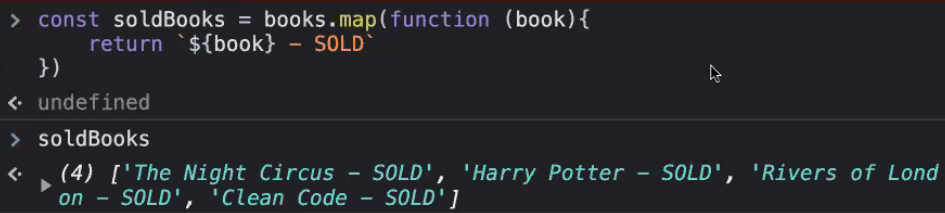 const soldBooks = books.map(function (book){
return `${book} – SOLD`
})
undefined
soldBooks
(4) ['The Night Circus – SOLD', 'Harry Potter – SOLD', 'Rivers of Lond
on – SOLD', 'Clean Code – SOLD']